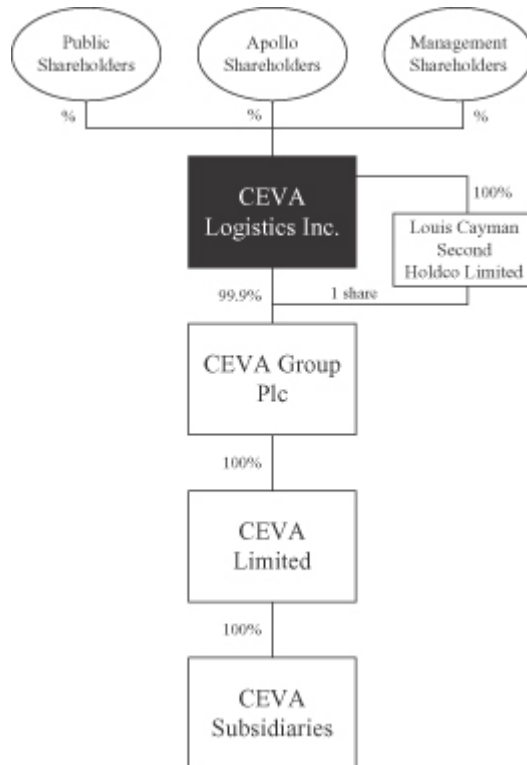 Public
Shareholders
Apollo
Shareholders
Management
Shareholders
%
%
%
CEVA
Logistics Inc.
100%
Louis Cayman
Second
Holdco Limited
99.9%
1 share
CEVA Group
Plc
100%
CEVA
Limited
100%
CEVA
Subsidiaries